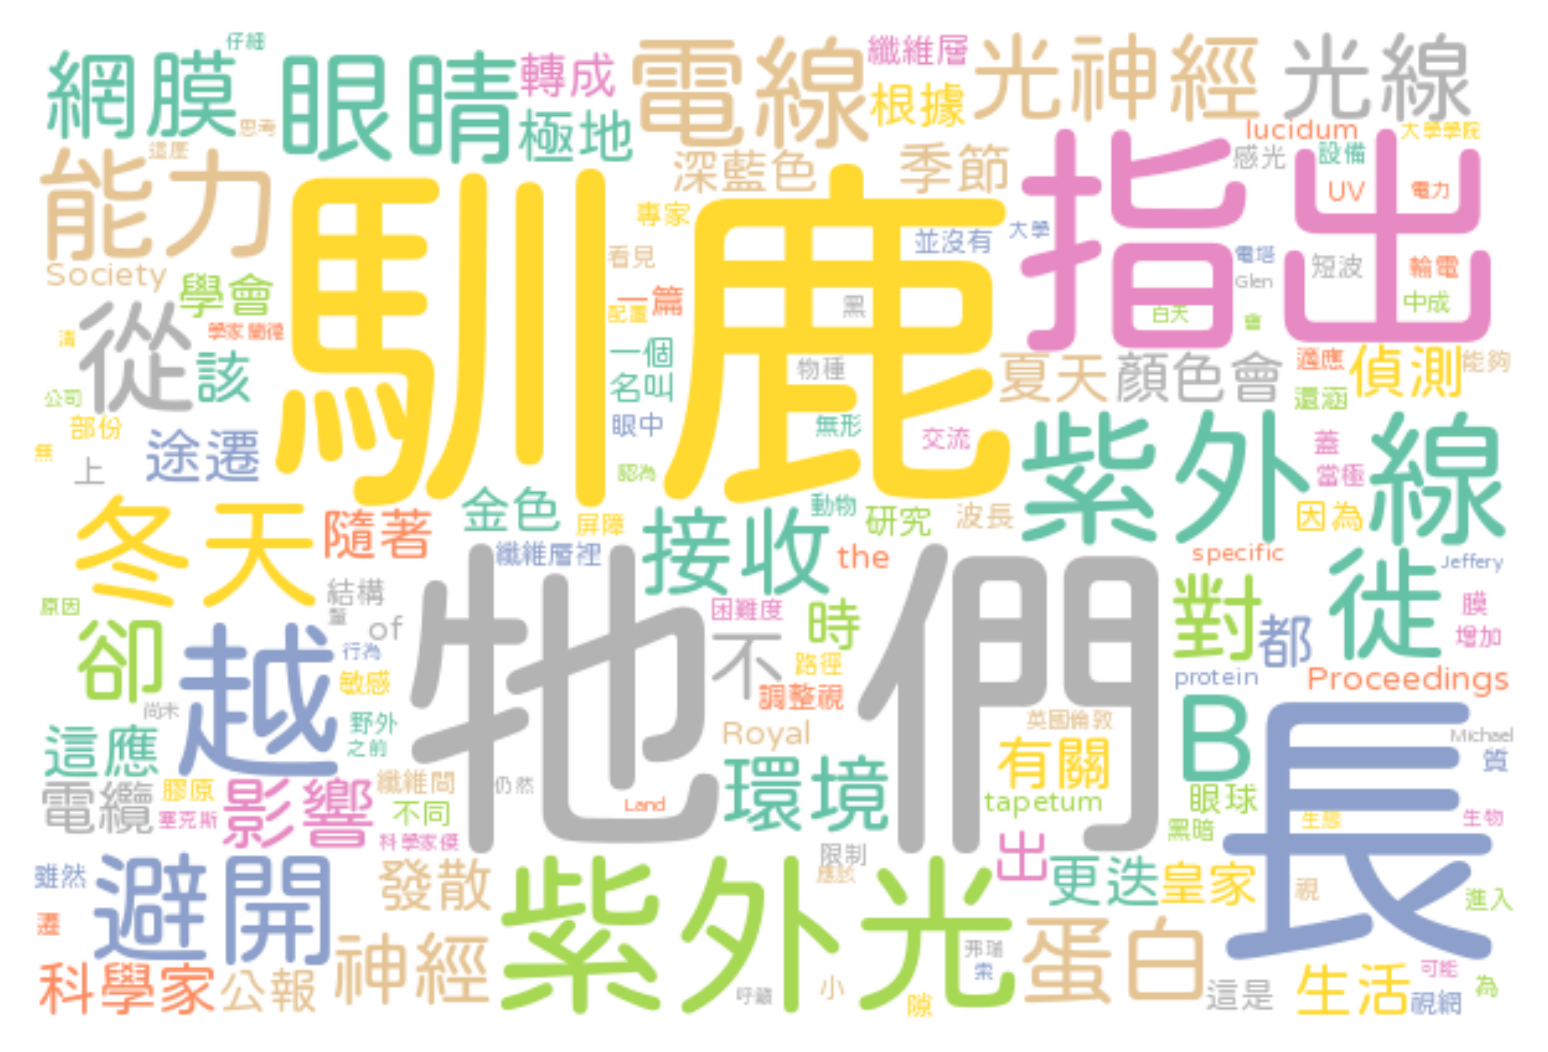 仔細
網膜
眼睛
轉成
電線
纖維層
光神經
光線
思考
極地
根據
lucidum
大學學院
能力
這麼
深藍色
季節
指出
感光
設備
UV
電力
馴鹿
專家
並沒有
大學
Society
看見
電塔
短波
輸電
學會
一篇
Glen
中成
從
配置
黑
白天
會
清
學家
蘭德
該
一個
名叫
物種
夏天
顏色會
適應
偵測
能夠
公司
還涵
部份
眼中
無形
交流
紫外線
蓋
無
途遷
上
認為
當極
冬天
隨著
金色
屏障
接收
動物
研究
波長
因為
纖維層裡
the
specific
徙
Jeffery
原因
結構
牠們
困難度
時
對
膜
卻
of
不
都
增加
越
行為
路徑
敏感
調整視
protein
Proceedings
尚未
野外
之前
Royal
英國倫敦
B
長
Michael
這應
有關
質
電纜
膠原
影響
纖維間
仍然
環境
tapetum
眼球
塞克斯
不同
Land
黑暗
生態
生物
科學家傑
限制
出
雖然
避開
發散
紫外光
應該
更迭
皇家
視
進入
遷
神經
弗瑞
索
蛋白
科學家
公報
呼籲
小
隙
這是
生活
可能
視網
為